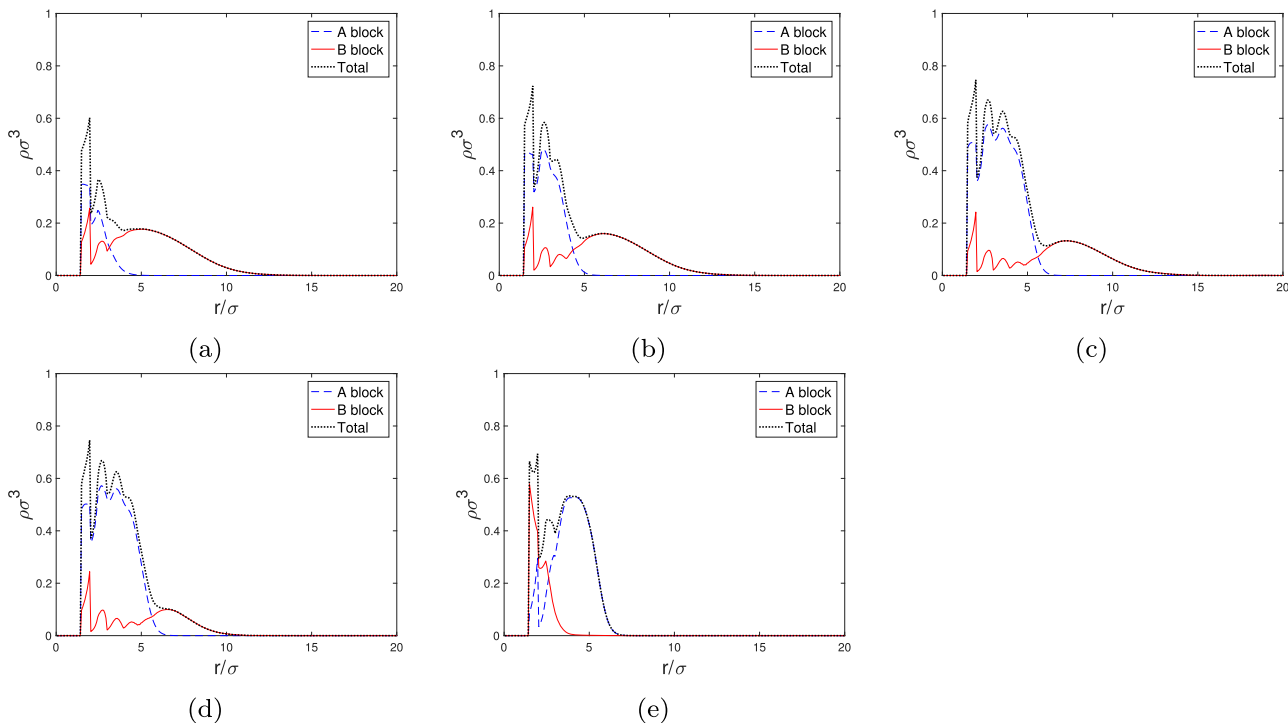 1
0.8
0.6
0.4
0.2
0
ρσ³
0 5 10 15 20
r/σ
A block
B block
Total
(a)
1
0.8
0.6
0.4
0.2
0
ρσ³
0 5 10 15 20
r/σ
A block
B block
Total
(b)
1
0.8
0.6
0.4
0.2
0
ρσ³
0 5 10 15 20
r/σ
A block
B block
Total
(c)
1
0.8
0.6
0.4
0.2
0
ρσ³
0 5 10 15 20
r/σ
A block
B block
Total
(d)
1
0.8
0.6
0.4
0.2
0
ρσ³
0 5 10 15 20
r/σ
A block
B block
Total
(e)